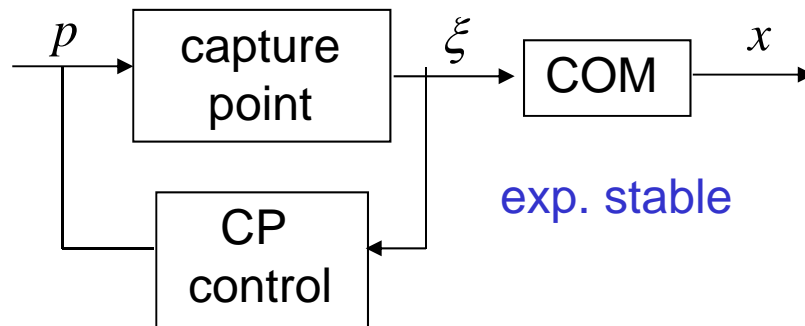 p
capture
point
ξ
COM
x
exp. stable
CP
control